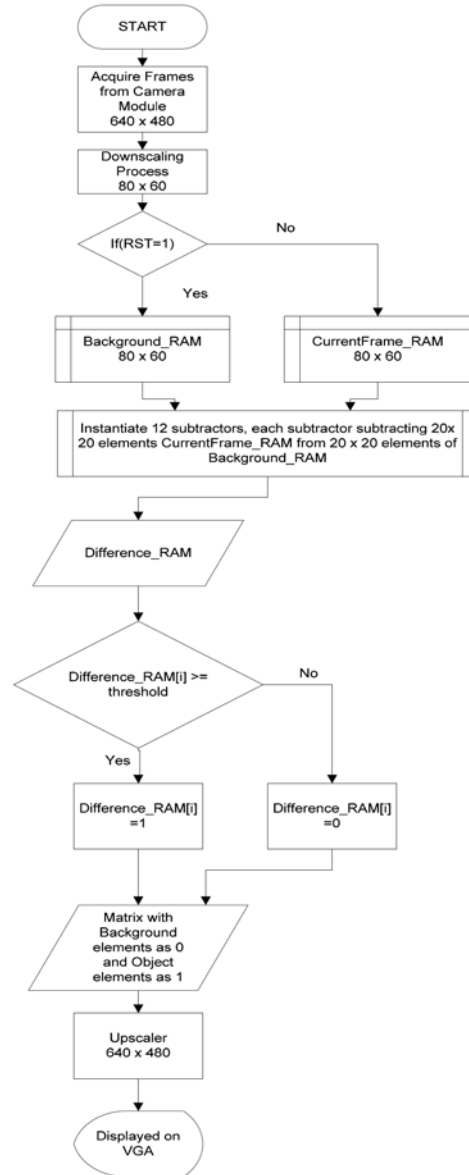 START
Acquire Frames
from Camera
Module
640 x 480
Downscaling
Process
80 x 60
If(RST=1)
No
Yes
Background_RAM
80 x 60
CurrentFrame_RAM
80 x 60
Instantiate 12 subtractors, each subtractor subtracting 20x
20 elements CurrentFrame_RAM from 20 x 20 elements of
Background_RAM
Difference_RAM
Difference_RAM[i] >=
threshold
No
Yes
Difference_RAM[i]
=1
Difference_RAM[i]
=0
Matrix with
Background
elements as 0
and Object
elements as 1
Upscaler
640 x 480
Displayed on
VGA